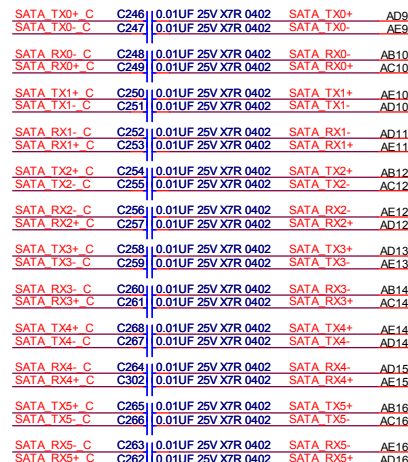 SATA_TX0+_C C246 0.01UF 25V X7R 0402 SATA_TX0+ AD9
SATA_TX0-_C C247 0.01UF 25V X7R 0402 SATA_TX0- AE9
SATA_RX0-_C C248 0.01UF 25V X7R 0402 SATA_RX0- AB10
SATA_RX0+_C C249 0.01UF 25V X7R 0402 SATA_RX0+ AC10
SATA_TX1+_C C250 0.01UF 25V X7R 0402 SATA_TX1+ AE10
SATA_TX1-_C C251 0.01UF 25V X7R 0402 SATA_TX1- AD10
SATA_RX1-_C C252 0.01UF 25V X7R 0402 SATA_RX1- AD11
SATA_RX1+_C C253 0.01UF 25V X7R 0402 SATA_RX1+ AE11
SATA_TX2+_C C254 0.01UF 25V X7R 0402 SATA_TX2+ AB12
SATA_TX2-_C C255 0.01UF 25V X7R 0402 SATA_TX2- AC12
SATA_RX2-_C C256 0.01UF 25V X7R 0402 SATA_RX2- AE12
SATA_RX2+_C C257 0.01UF 25V X7R 0402 SATA_RX2+ AD12
SATA_TX3+_C C258 0.01UF 25V X7R 0402 SATA_TX3+ AD13
SATA_TX3-_C C259 0.01UF 25V X7R 0402 SATA_TX3- AE13
SATA_RX3-_C C260 0.01UF 25V X7R 0402 SATA_RX3- AB14
SATA_RX3+_C C261 0.01UF 25V X7R 0402 SATA_RX3+ AC14
SATA_TX4+_C C268 0.01UF 25V X7R 0402 SATA_TX4+ AE14
SATA_TX4-_C C267 0.01UF 25V X7R 0402 SATA_TX4- AD14
SATA_RX4-_C C264 0.01UF 25V X7R 0402 SATA_RX4- AD15
SATA_RX4+_C C302 0.01UF 25V X7R 0402 SATA_RX4+ AE15
SATA_TX5+_C C265 0.01UF 25V X7R 0402 SATA_TX5+ AB16
SATA_TX5-_C C266 0.01UF 25V X7R 0402 SATA_TX5- AC16
SATA_RX5-_C C263 0.01UF 25V X7R 0402 SATA_RX5- AE16
SATA_RX5+_C C262 0.01UF 25V X7R 0402 SATA_RX5+ AD16